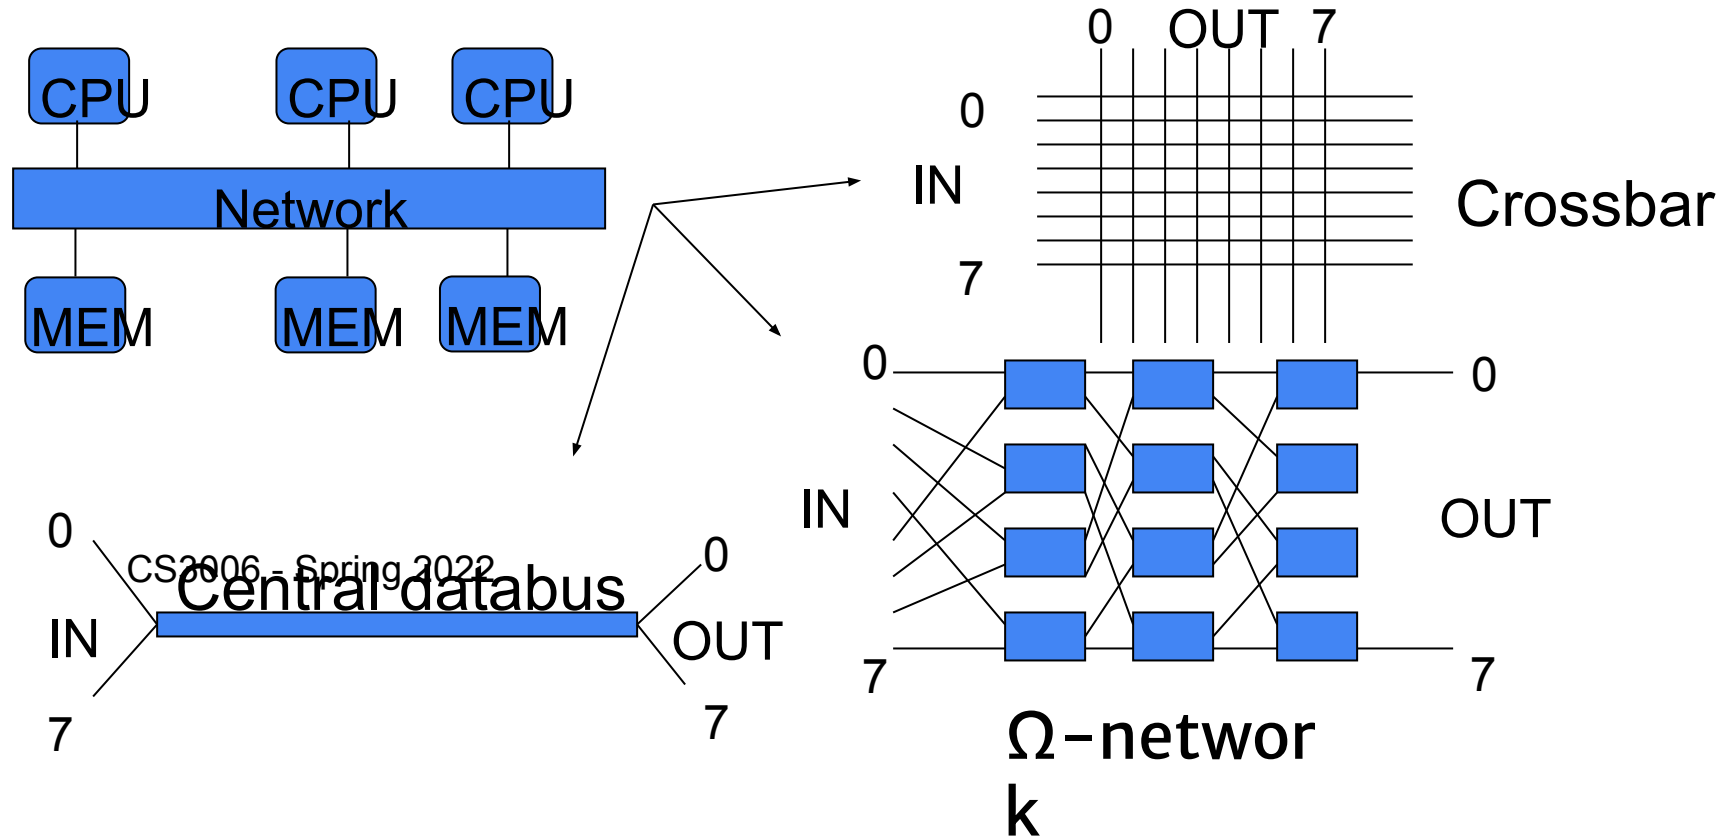 CPU CPU CPU
Network
MEM MEM MEM
0 OUT 7
0
IN
7
Crossbar
0 0
IN OUT
7 7
Ω-networ
k
0 0
CS3006 - Spring 2022
Central databus
IN OUT
7 7